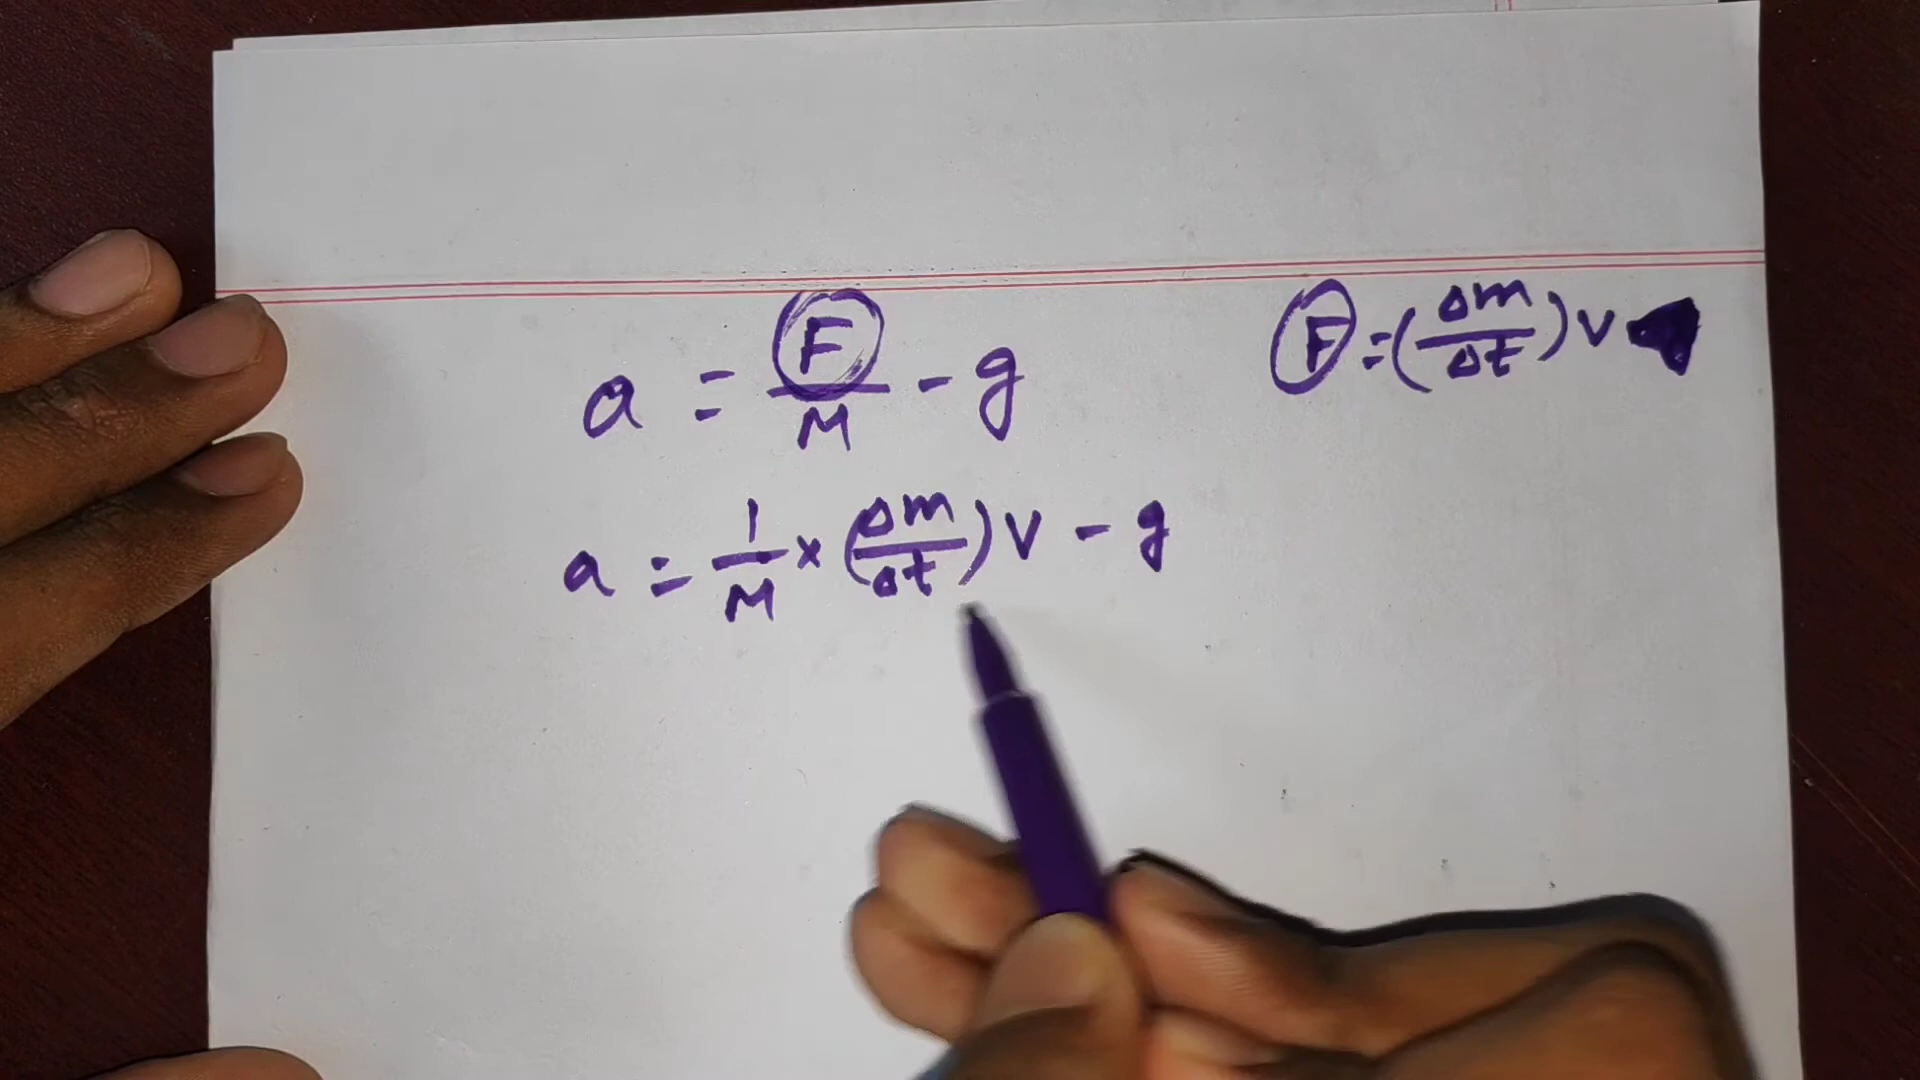 a = F/M - g
F = (Δm/Δt) v
a = 1/M × (Δm/Δt) v - g